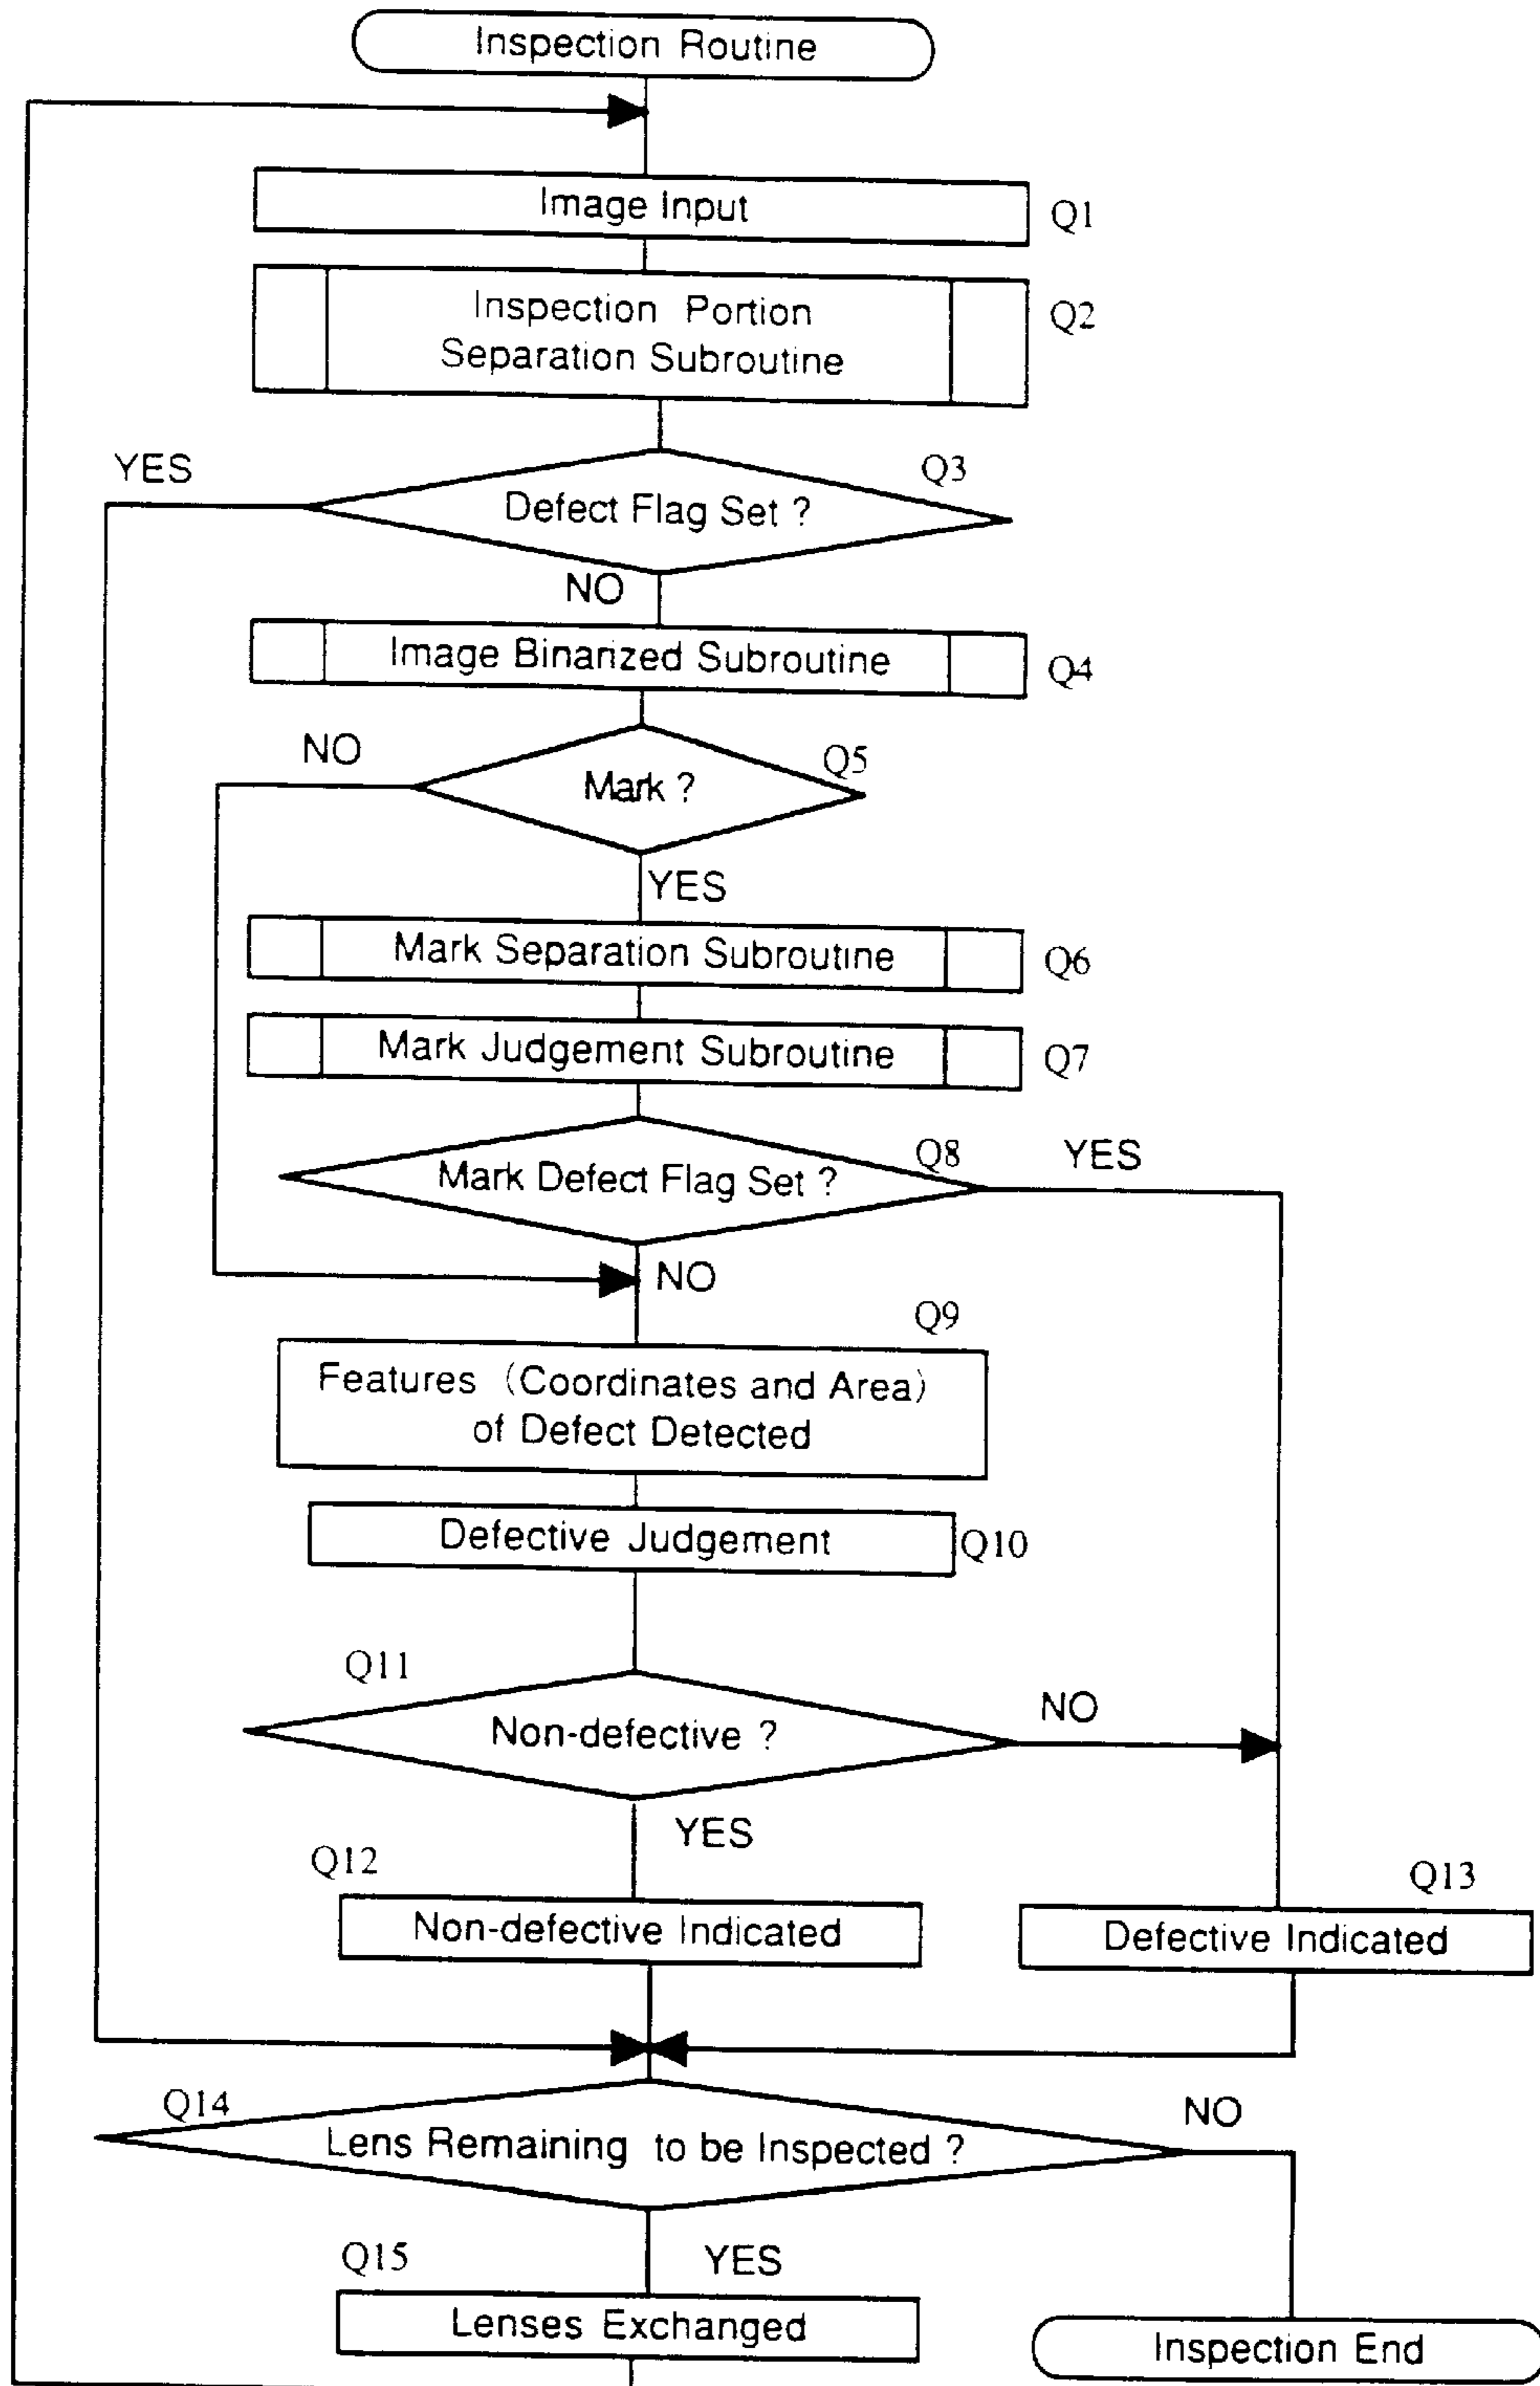 Inspection Routine
Image Input
Q1
Inspection Portion
Separation Subroutine
Q2
YES
Q3
Defect Flag Set ?
NO
Image Binarized Subroutine
Q4
NO
Q5
Mark ?
YES
Mark Separation Subroutine
Q6
Mark Judgement Subroutine
Q7
Q8
YES
Mark Defect Flag Set ?
NO
Q9
Features (Coordinates and Area)
of Defect Detected
Defective Judgement
Q10
Q11
NO
Non-defective ?
YES
Q12
Q13
Non-defective Indicated
Defective Indicated
Q14
NO
Lens Remaining to be Inspected ?
Q15
YES
Lenses Exchanged
Inspection End